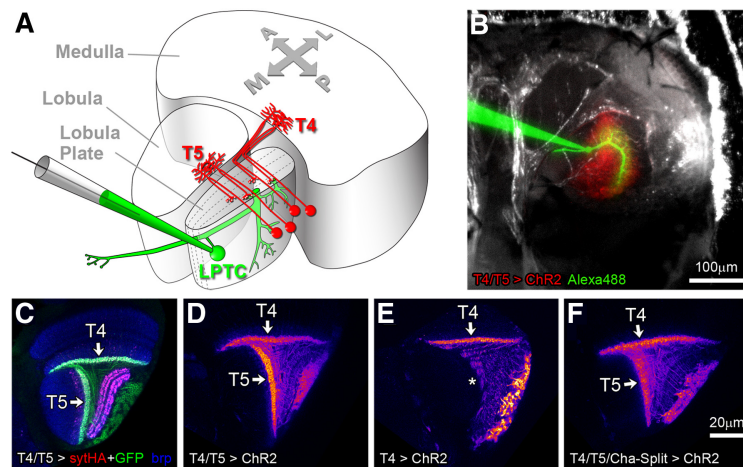 A
Medulla
A
L
M
P
Lobula
T4
T5
Lobula
Plate
LPTC
B
T4/T5 > ChR2 Alexa488
100µm
C
T4
T5
T4/T5 > sytHA+GFP brp
D
T4
T5
T4/T5 > ChR2
E
T4
*
T4 > ChR2
F
T4
T5
20µm
T4/T5/Cha-Split > ChR2